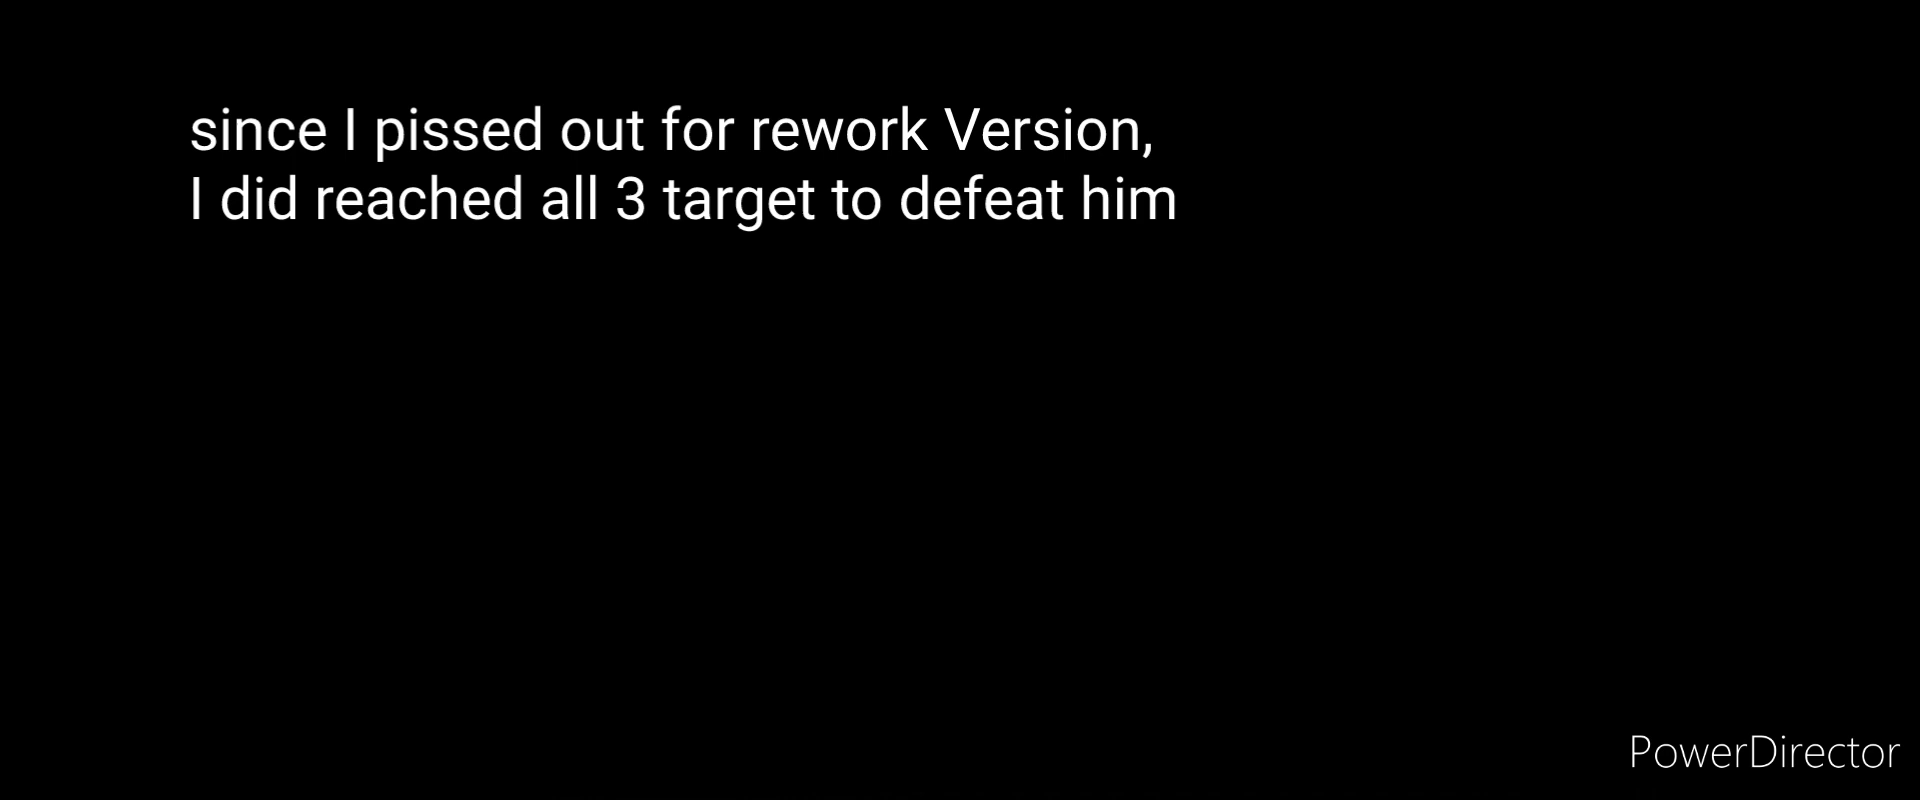 since I pissed out for rework Version,
I did reached all 3 target to defeat him
PowerDirector